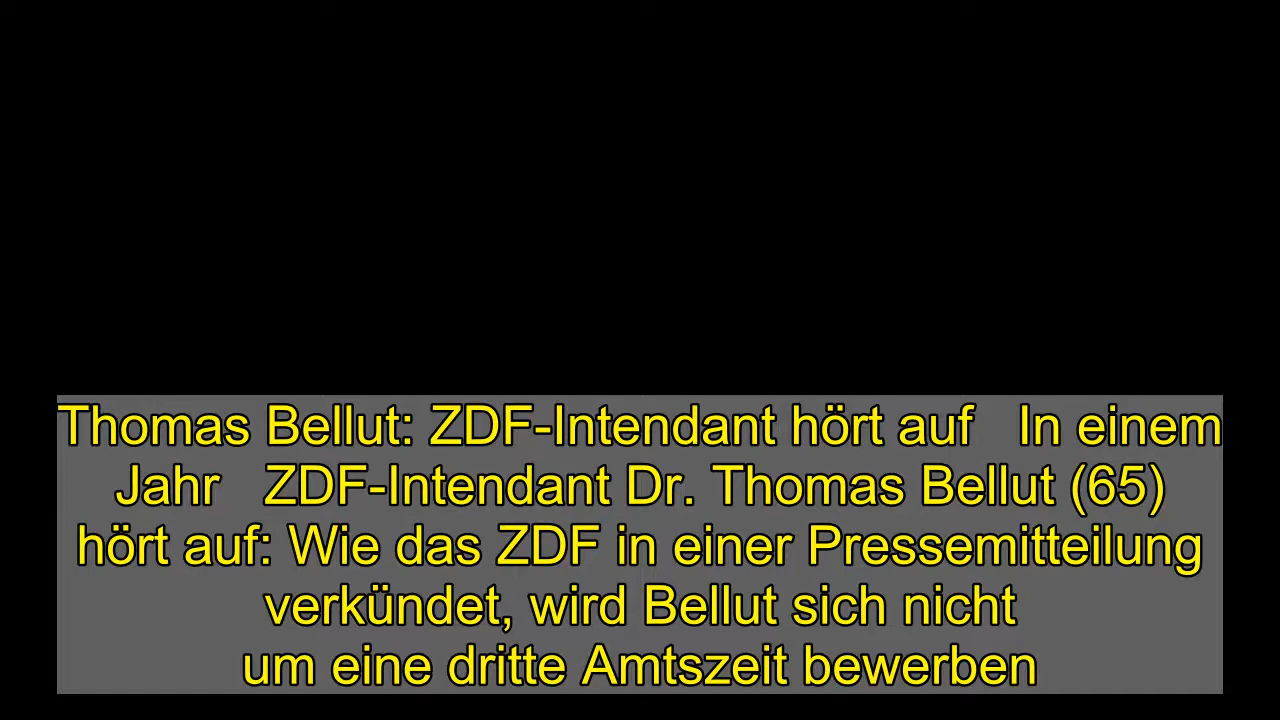 Thomas Bellut: ZDF-Intendant hört auf   In einem
Jahr   ZDF-Intendant Dr. Thomas Bellut (65)
hört auf: Wie das ZDF in einer Pressemitteilung
verkündet, wird Bellut sich nicht
um eine dritte Amtszeit bewerben